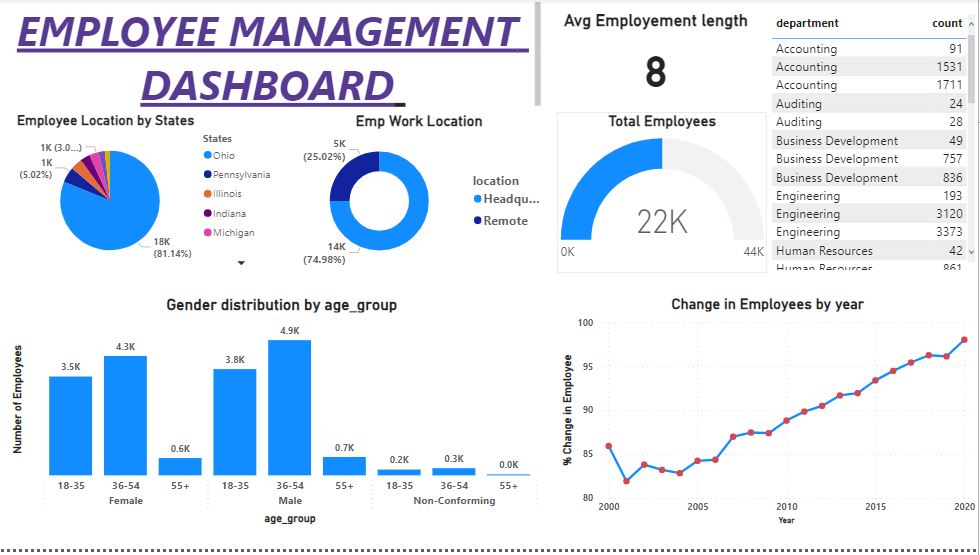 EMPLOYEE MANAGEMENT
DASHBOARD
Avg Employement length
8
department count
Accounting 91
Accounting 1531
Accounting 1711
Auditing 24
Auditing 28
Business Development 49
Business Development 757
Business Development 836
Engineering 193
Engineering 3120
Engineering 3373
Human Resources 42
Human Resources 861
Employee Location by States
1K (3.0...)
1K
(5.02%)
18K
(81.14%)
States
Ohio
Pennsylvania
Illinois
Indiana
Michigan
Emp Work Location
5K
(25.02%)
14K
(74.98%)
location
Headqu...
Remote
Total Employees
22K
0K 44K
Gender distribution by age_group
Number of Employees
3.5K
4.3K
0.6K
3.8K
4.9K
0.7K
0.2K
0.3K
0.0K
18-35 36-54 55+ 18-35 36-54 55+ 18-35 36-54 55+
Female Male Non-Conforming
age_group
Change in Employees by year
% Change in Employee
100
95
90
85
80
2000 2005 2010 2015 2020
Year